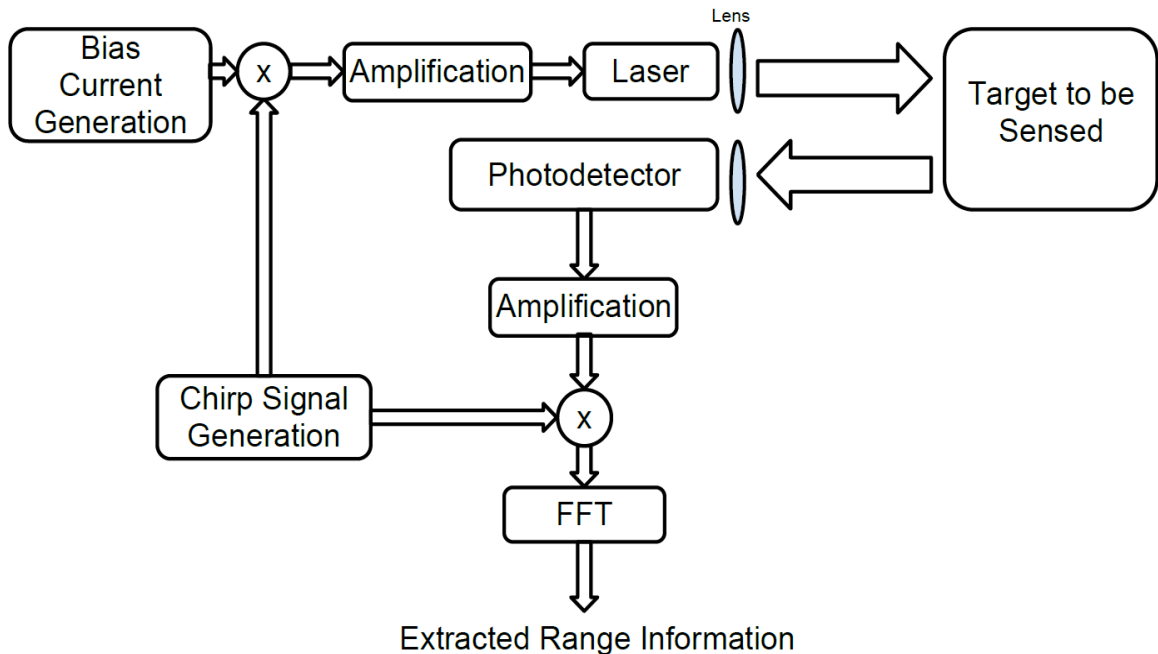 Lens
Bias
Current
Generation
x
Amplification
Laser
Target to be
Sensed
Photodetector
Amplification
Chirp Signal
Generation
x
FFT
Extracted Range Information